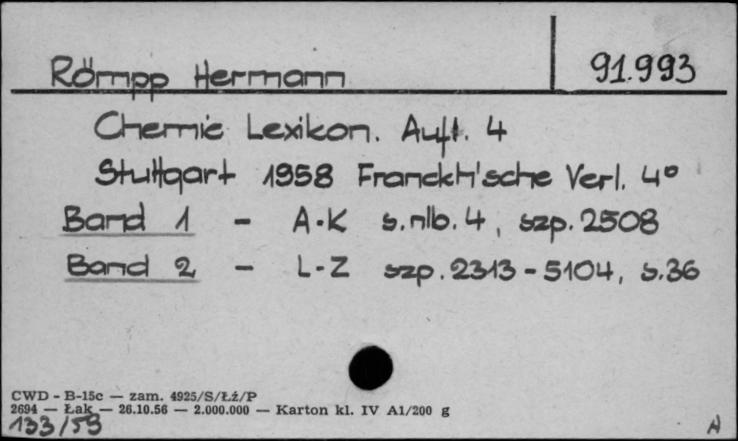 Römpp Hermann
91.993
Chemie Lexikon. Aufl. 4
Stuttgart 1958 Franckh'sche Verl. 4°
Band 1 - A-K s.nlb.4, szp.2508
Band 2 - L-Z szp.2313-5104, s.36
CWD - B-15c — zam. 4925/S/Łź/P
2694 — Łak — 26.10.56 — 2.000.000 — Karton kl. IV A1/200 g
133/59
A